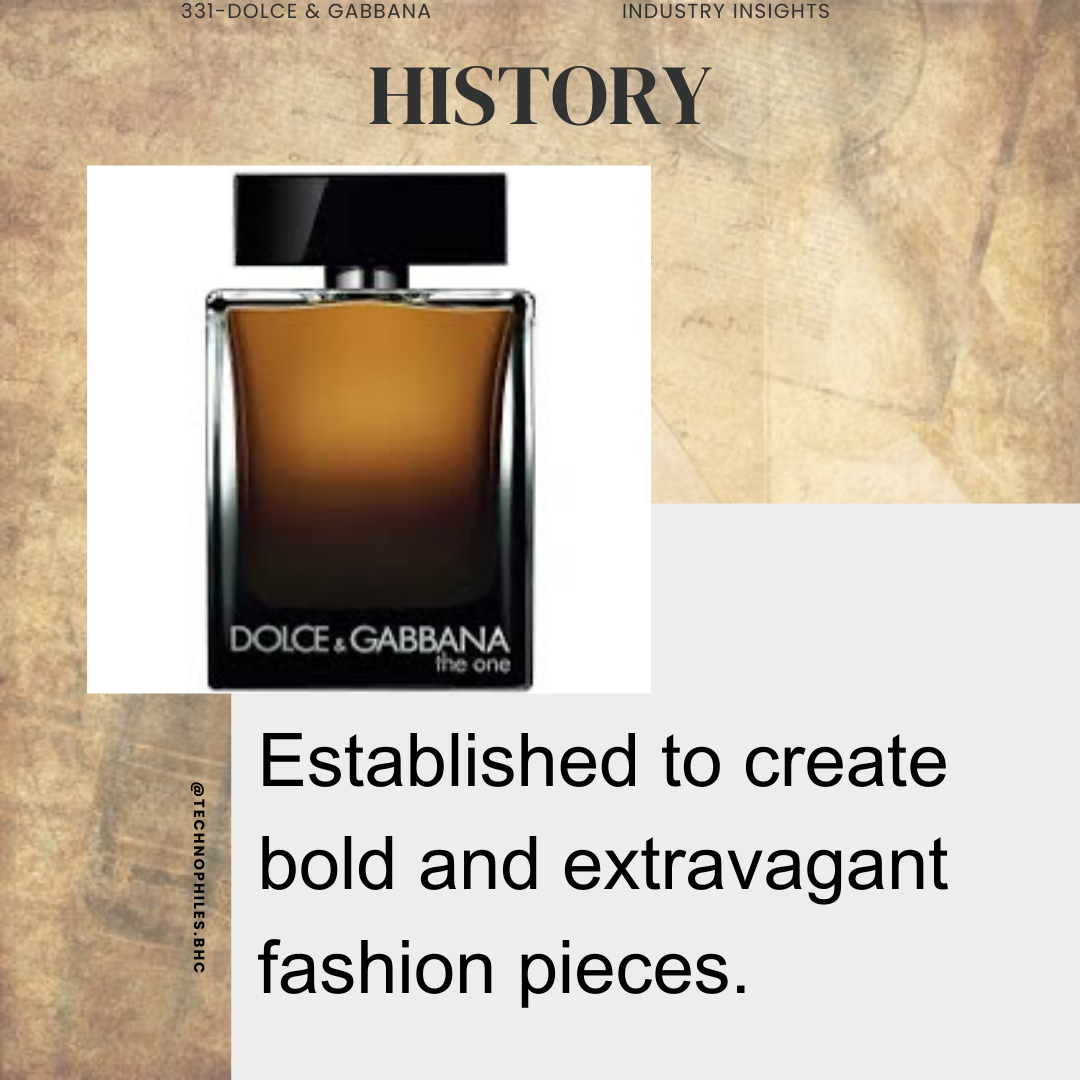 331-DOLCE & GABBANA
INDUSTRY INSIGHTS
HISTORY
DOLCE & GABBANA
the one
Established to create
bold and extravagant
fashion pieces.
@TECHNOPHILES.BHC